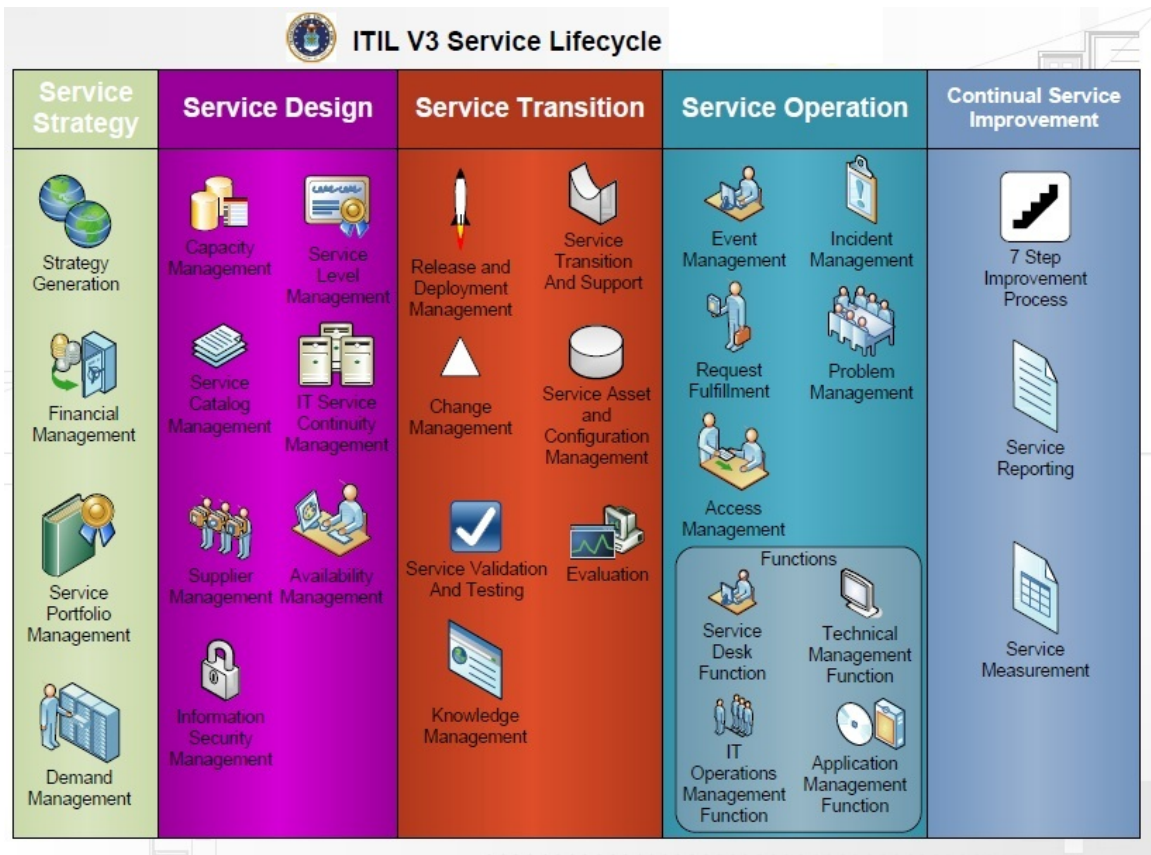 ITIL V3 Service Lifecycle
Service
Strategy
Service Design
Service Transition
Service Operation
Continual Service
Improvement
Strategy
Generation
Financial
Management
Service
Portfolio
Management
Demand
Management
Capacity
Management
Service
Level
Management
Service
Catalog
Management
IT Service
Continuity
Management
Supplier
Management
Availability
Management
Information
Security
Management
Release and
Deployment
Management
Service
Transition
And Support
Change
Management
Service Asset
and
Configuration
Management
Service Validation
And Testing
Evaluation
Knowledge
Management
Event
Management
Incident
Management
Request
Fulfillment
Problem
Management
Access
Management
Functions
Service
Desk
Function
Technical
Management
Function
IT
Operations
Management
Function
Application
Management
Function
7 Step
Improvement
Process
Service
Reporting
Service
Measurement